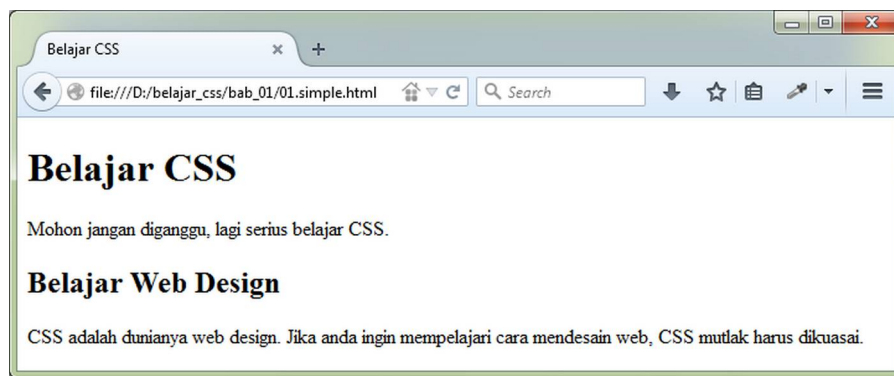 Belajar CSS
file:///D:/belajar_css/bab_01/01.simple.html
Search
Belajar CSS
Mohon jangan diganggu, lagi serius belajar CSS.
Belajar Web Design
CSS adalah dunianya web design. Jika anda ingin mempelajari cara mendesain web, CSS mutlak harus dikuasai.